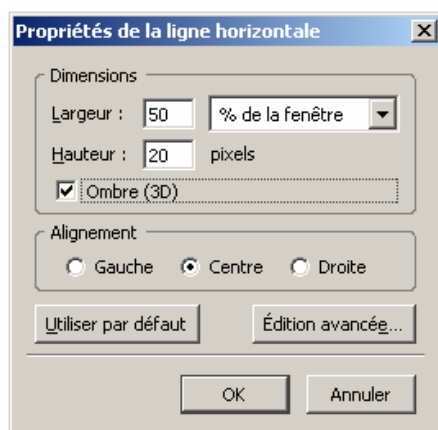 Propriétés de la ligne horizontale
Dimensions
Largeur : 50 % de la fenêtre
Hauteur : 20 pixels
Ombre (3D)
Alignement
Gauche Centre Droite
Utiliser par défaut Édition avancée...
OK Annuler